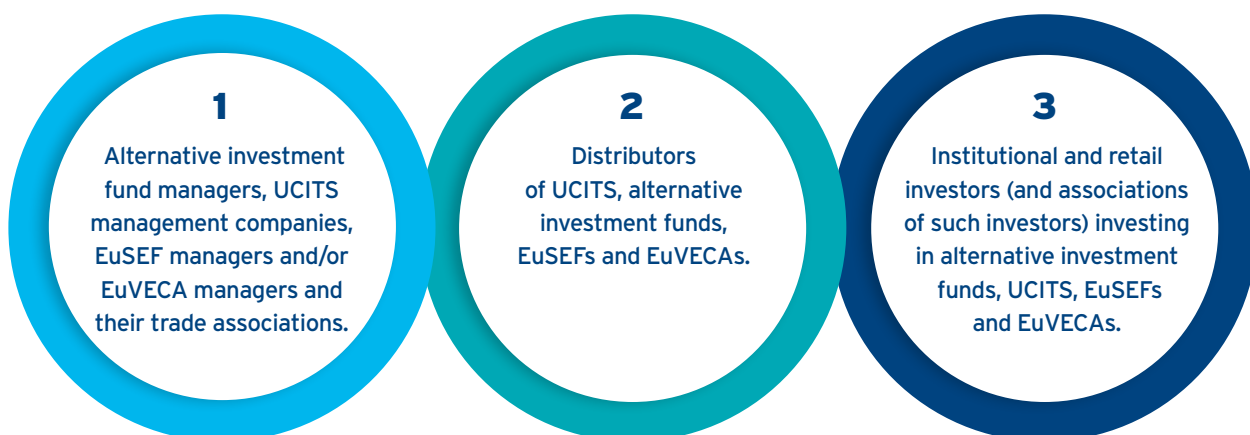 1
Alternative investment
fund managers, UCITS
management companies,
EuSEF managers and/or
EuVECA managers and
their trade associations.
2
Distributors
of UCITS, alternative
investment funds,
EuSEFs and EuVECAs.
3
Institutional and retail
investors (and associations
of such investors) investing
in alternative investment
funds, UCITS, EuSEFs
and EuVECAs.